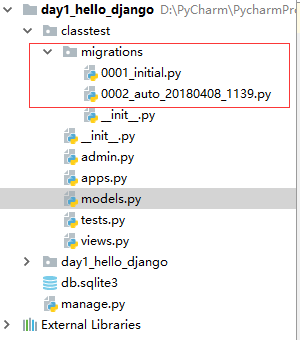 day1_hello_django D:\PyCharm\PycharmPro
classtest
migrations
0001_initial.py
0002_auto_20180408_1139.py
__init__.py
__init__.py
admin.py
apps.py
models.py
tests.py
views.py
day1_hello_django
db.sqlite3
manage.py
External Libraries